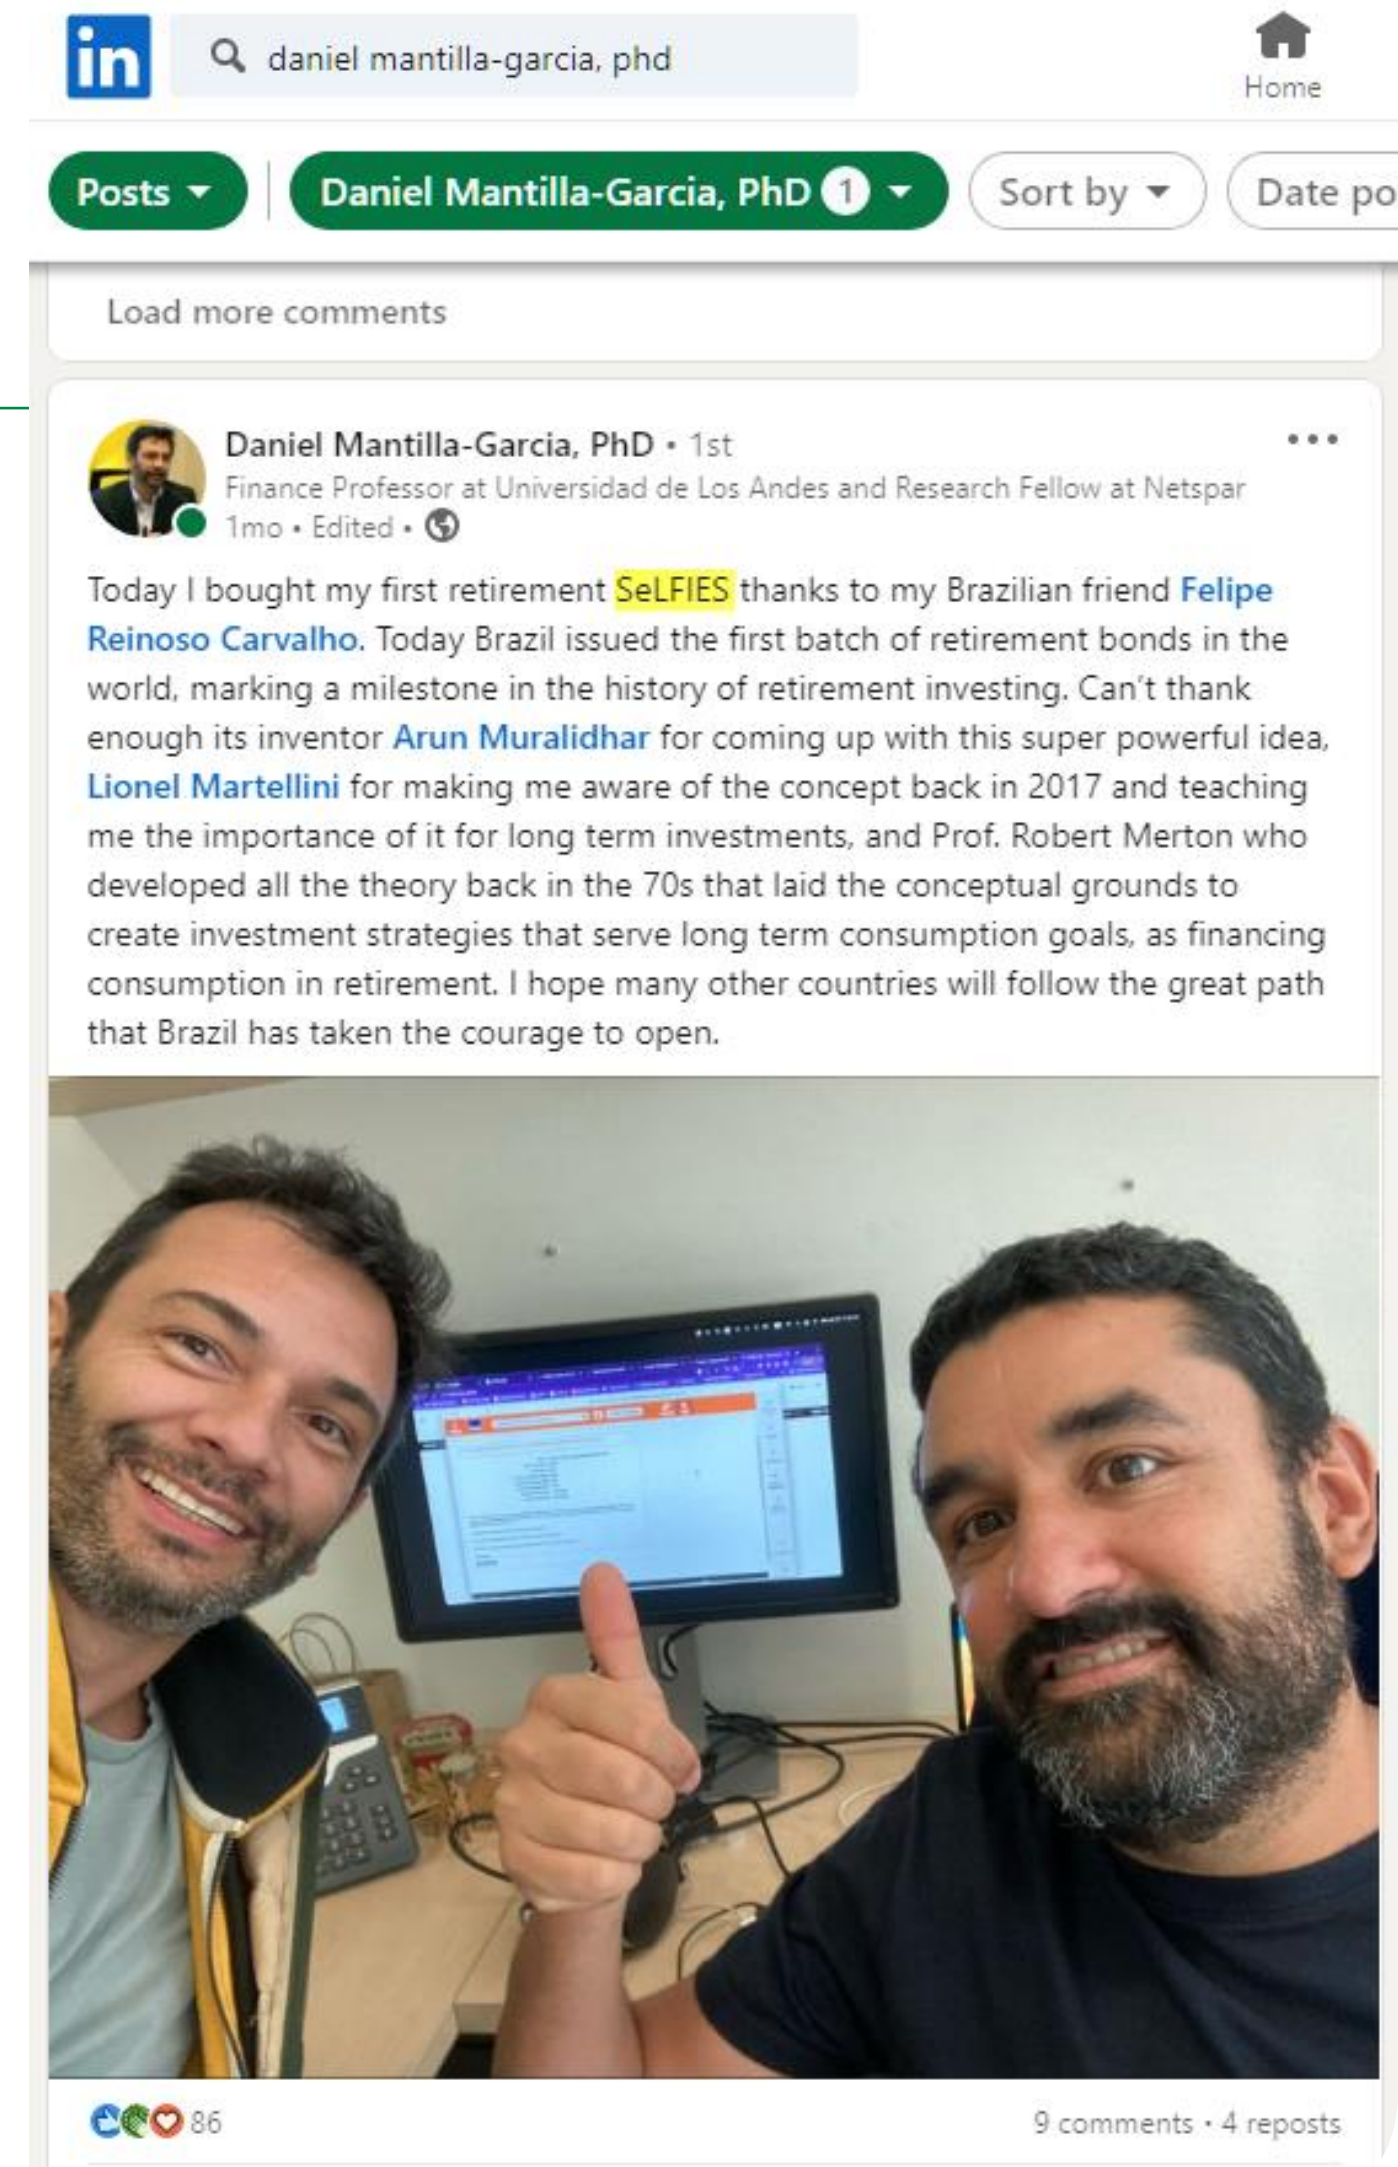 in
daniel mantilla-garcia, phd
Home
Posts
Daniel Mantilla-Garcia, PhD 1
Sort by
Date po
Load more comments
Daniel Mantilla-Garcia, PhD • 1st
Finance Professor at Universidad de Los Andes and Research Fellow at Netspar
1mo • Edited •
Today I bought my first retirement SeLFIES thanks to my Brazilian friend Felipe
Reinoso Carvalho. Today Brazil issued the first batch of retirement bonds in the
world, marking a milestone in the history of retirement investing. Can't thank
enough its inventor Arun Muralidhar for coming up with this super powerful idea,
Lionel Martellini for making me aware of the concept back in 2017 and teaching
me the importance of it for long term investments, and Prof. Robert Merton who
developed all the theory back in the 70s that laid the conceptual grounds to
create investment strategies that serve long term consumption goals, as financing
consumption in retirement. I hope many other countries will follow the great path
that Brazil has taken the courage to open.
86
9 comments • 4 reposts